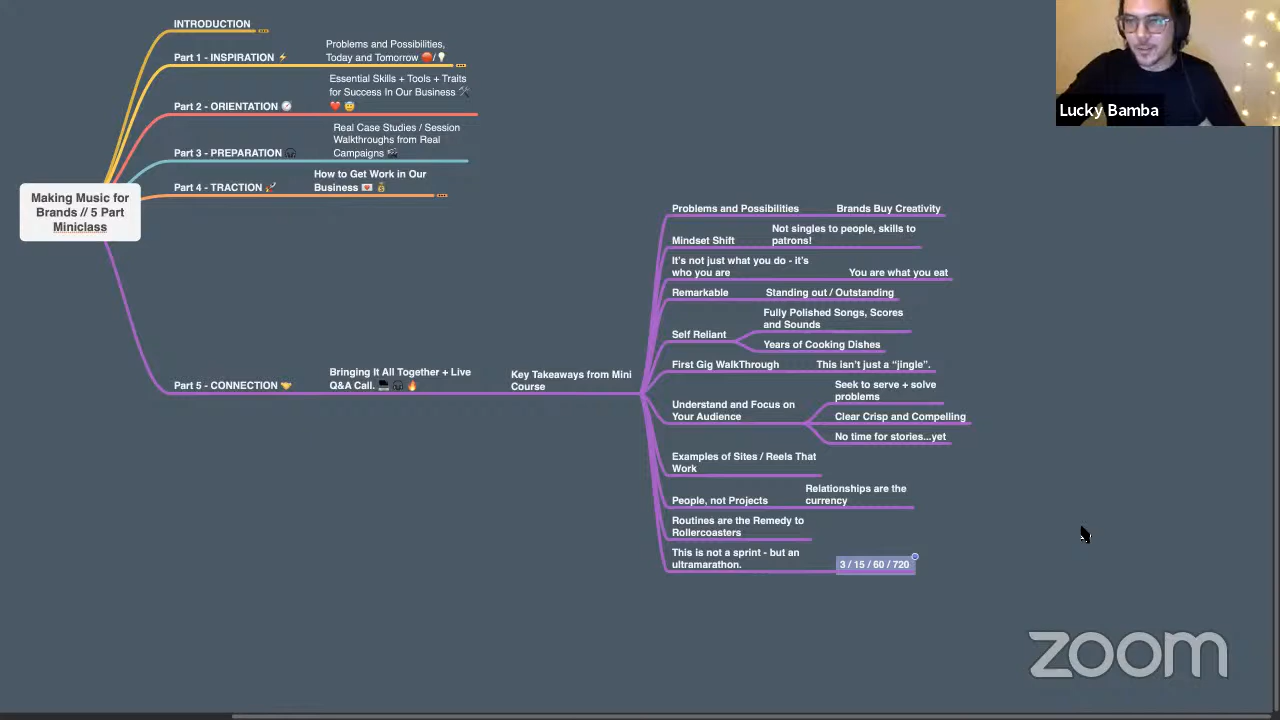 INTRODUCTION
Part 1 - INSPIRATION ⚡
Problems and Possibilities,
Today and Tomorrow 🛑/💡
Part 2 - ORIENTATION 🧭
Essential Skills + Tools + Traits
for Success In Our Business 🛠
❤️ 😇
Part 3 - PREPARATION 🎧
Real Case Studies / Session
Walkthroughs from Real
Campaigns 🎬
Part 4 - TRACTION 🚀
How to Get Work in Our
Business 💌 💰
Making Music for
Brands // 5 Part
Miniclass
Part 5 - CONNECTION 🤝
Bringing It All Together + Live
Q&A Call. 💻 🎧 🔥
Key Takeaways from Mini
Course
Problems and Possibilities
Brands Buy Creativity
Mindset Shift
Not singles to people, skills to
patrons!
It's not just what you do - it's
who you are
You are what you eat
Remarkable
Standing out / Outstanding
Self Reliant
Fully Polished Songs, Scores
and Sounds
Years of Cooking Dishes
First Gig WalkThrough
This isn't just a “jingle”.
Understand and Focus on
Your Audience
Seek to serve + solve
problems
Clear Crisp and Compelling
No time for stories...yet
Examples of Sites / Reels That
Work
People, not Projects
Relationships are the
currency
Routines are the Remedy to
Rollercoasters
This is not a sprint - but an
ultramarathon.
3 / 15 / 60 / 720
Lucky Bamba
zoom